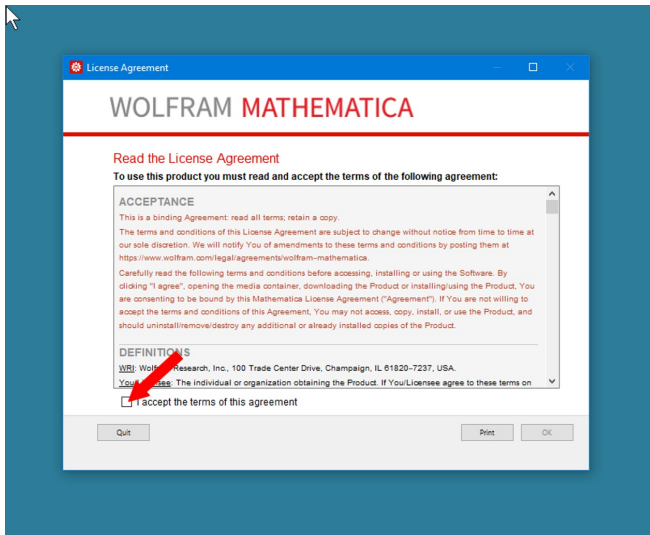 License Agreement
WOLFRAM MATHEMATICA
Read the License Agreement
To use this product you must read and accept the terms of the following agreement:
ACCEPTANCE
This is a binding Agreement: read all terms; retain a copy.
The terms and conditions of this License Agreement are subject to change without notice from time to time at
our sole discretion. We will notify You of amendments to these terms and conditions by posting them at
https://www.wolfram.com/legal/agreements/wolfram-mathematica.
Carefully read the following terms and conditions before accessing, installing or using the Software. By
clicking "I agree", opening the media container, downloading the Product or installing/using the Product, You
are consenting to be bound by this Mathematica License Agreement ("Agreement"). If You are not willing to
accept the terms and conditions of this Agreement, You may not access, copy, install, or use the Product, and
should uninstall/remove/destroy any additional or already installed copies of the Product.
DEFINITIONS
WRI: Research, Inc., 100 Trade Center Drive, Champaign, IL 61820-7237, USA.
The individual or organization obtaining the Product. If You/Licensee agree to these terms on
I accept the terms of this agreement
Quit
Print
OK